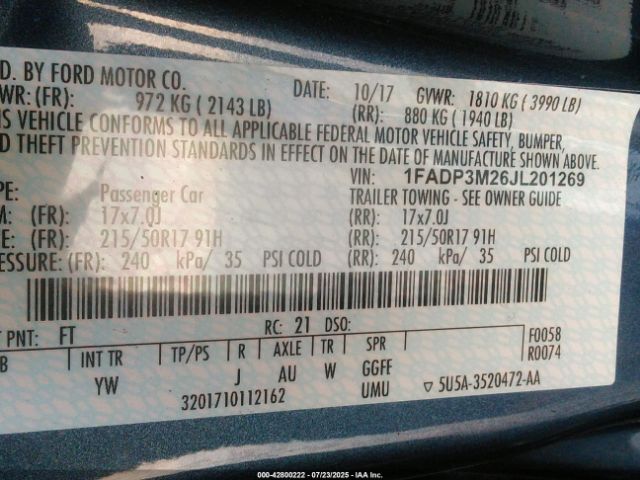 D. BY FORD MOTOR CO.
DATE: 10/17 GVWR: 1810 KG ( 3990 LB)
WR: (FR): 972 KG ( 2143 LB) (RR): 880 KG ( 1940 LB)
IS VEHICLE CONFORMS TO ALL APPLICABLE FEDERAL MOTOR VEHICLE SAFETY, BUMPER,
D THEFT PREVENTION STANDARDS IN EFFECT ON THE DATE OF MANUFACTURE SHOWN ABOVE.
VIN: 1FADP3M26JL201269
PE: Passenger Car TRAILER TOWING - SEE OWNER GUIDE
M: (FR) 17x7.0J (RR): 17x7.0J
E: (FR) 215/50R17 91H (RR): 215/50R17 91H
ESSURE: (FR): 240 kPa/ 35 PSI COLD (RR): 240 kPa/ 35 PSI COLD
T PNT: FT RC: 21 DSO: F0058
B INT TR TP/PS R AXLE TR SPR R0074
YW J AU W GGFF
3201710112162 UMU ▽ 5U5A-3520472-AA
000-42800222 - 07/23/2025 - IAA Inc.